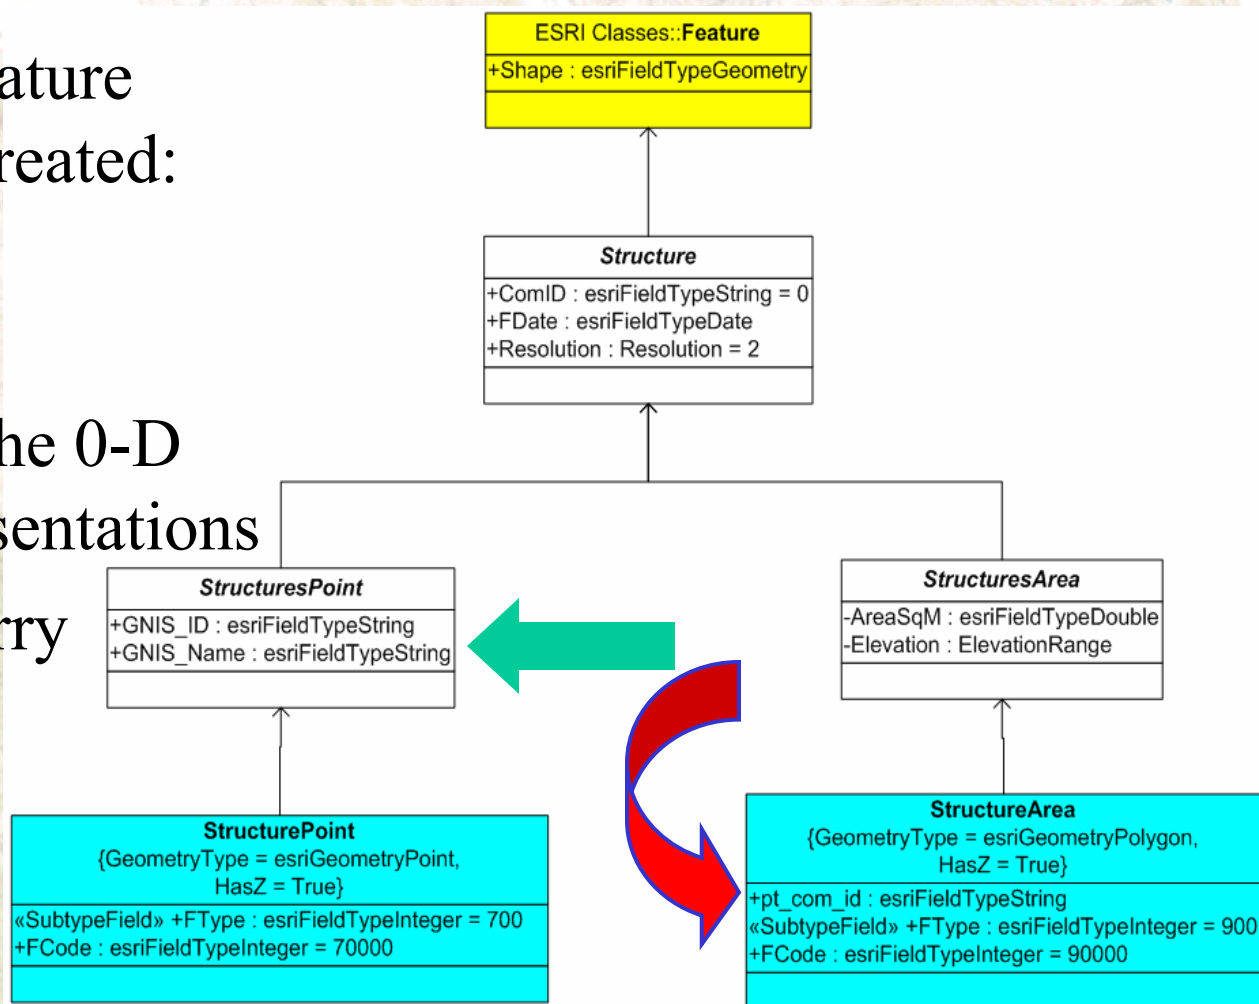 ature
reated:
he 0-D
sentations
rry
ESRI Classes::Feature
+Shape : esriFieldTypeGeometry
Structure
+ComID : esriFieldTypeString = 0
+FDate : esriFieldTypeDate
+Resolution : Resolution = 2
StructuresPoint
+GNIS_ID : esriFieldTypeString
+GNIS_Name : esriFieldTypeString
StructuresArea
-AreaSqM : esriFieldTypeDouble
-Elevation : ElevationRange
StructurePoint
{GeometryType = esriGeometryPoint,
HasZ = True}
«SubtypeField» +FType : esriFieldTypeInteger = 700
+FCode : esriFieldTypeInteger = 70000
StructureArea
{GeometryType = esriGeometryPolygon,
HasZ = True}
+pt_com_id : esriFieldTypeString
«SubtypeField» +FType : esriFieldTypeInteger = 900
+FCode : esriFieldTypeInteger = 90000